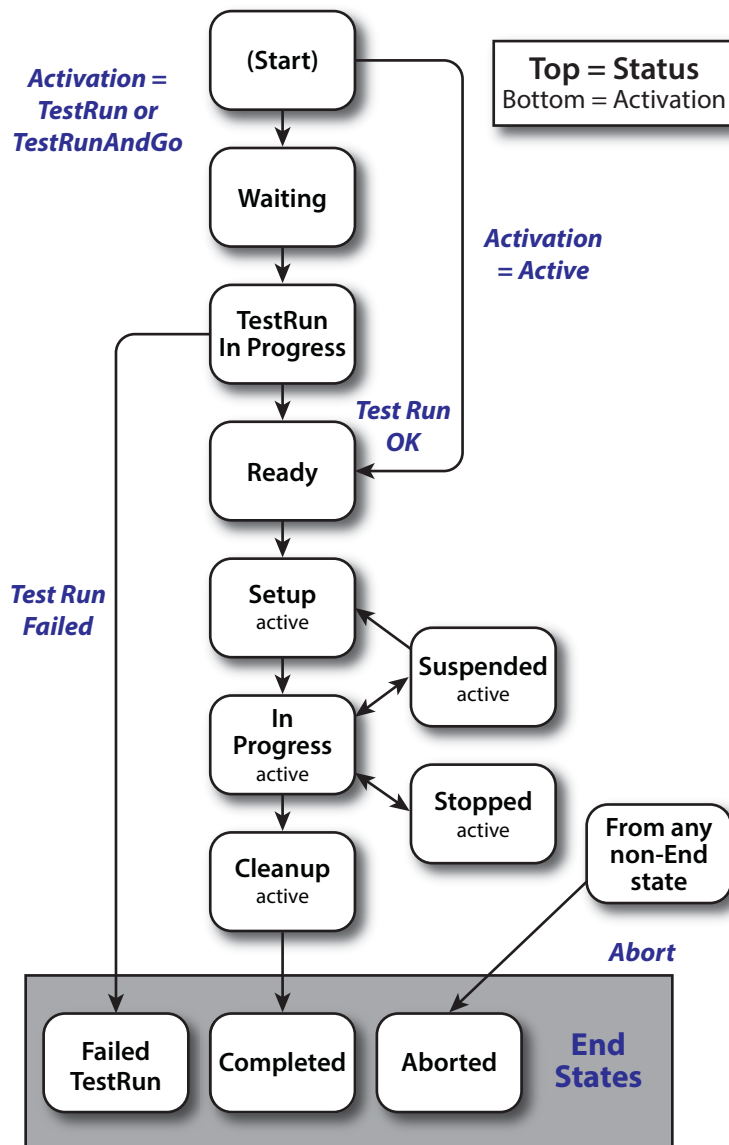 (Start)
Top = Status
Bottom = Activation
Activation =
TestRun or
TestRunAndGo
Waiting
Activation
= Active
TestRun
In Progress
Test Run
OK
Ready
Setup
active
Test Run
Failed
Suspended
active
In
Progress
active
Stopped
active
From any
non-End
state
Cleanup
active
Abort
Failed
TestRun
Completed
Aborted
End
States